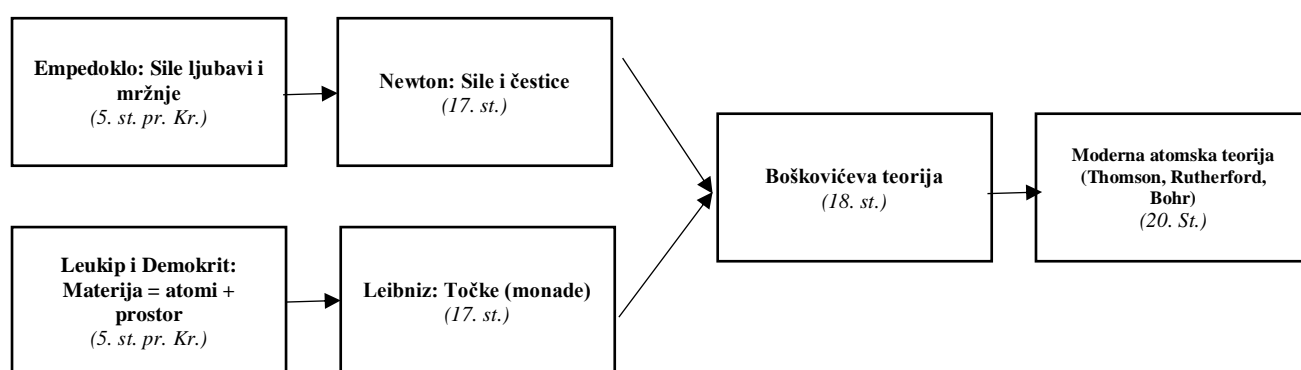 Empedoklo: Sile ljubavi i
mržnje
(5. st. pr. Kr.)
Newton: Sile i čestice
(17. st.)
Leukip i Demokrit:
Materija = atomi +
prostor
(5. st. pr. Kr.)
Leibniz: Točke (monade)
(17. st.)
Boškovićeva teorija
(18. st.)
Moderna atomska teorija
(Thomson, Rutherford,
Bohr)
(20. St.)